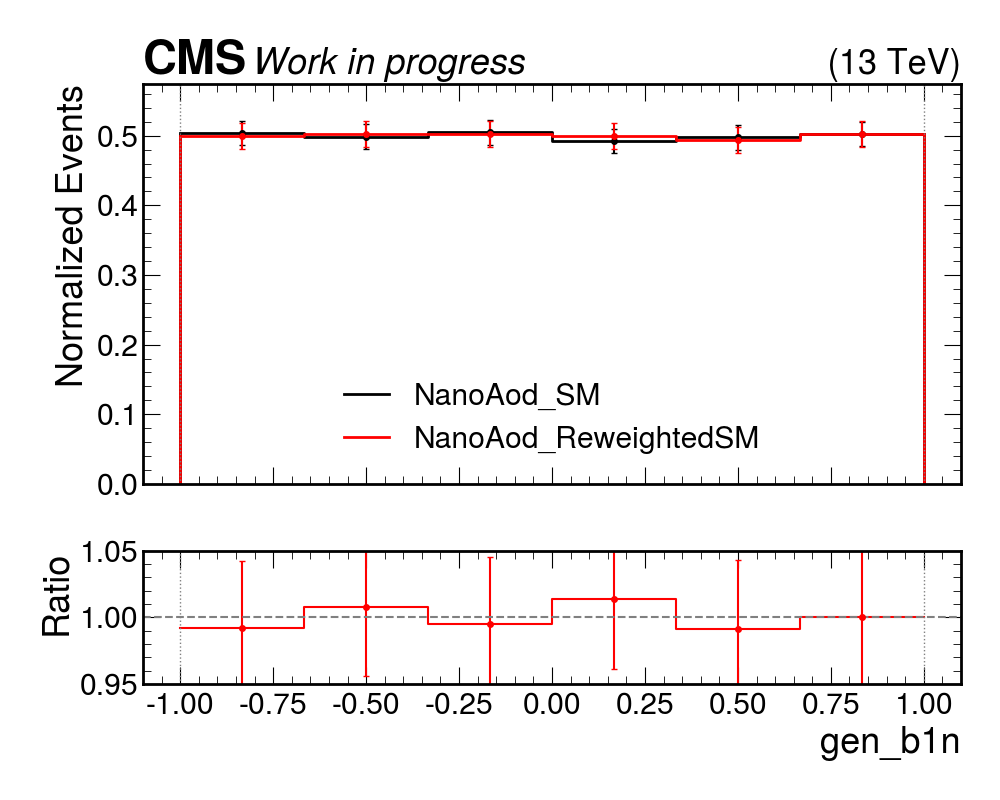 CMS Work in progress (13 TeV)
Normalized Events
0.5
0.4
0.3
0.2
0.1
0.0
NanoAod_SM
NanoAod_ReweightedSM
Ratio
1.05
1.00
0.95
-1.00 -0.75 -0.50 -0.25 0.00 0.25 0.50 0.75 1.00
gen_b1n